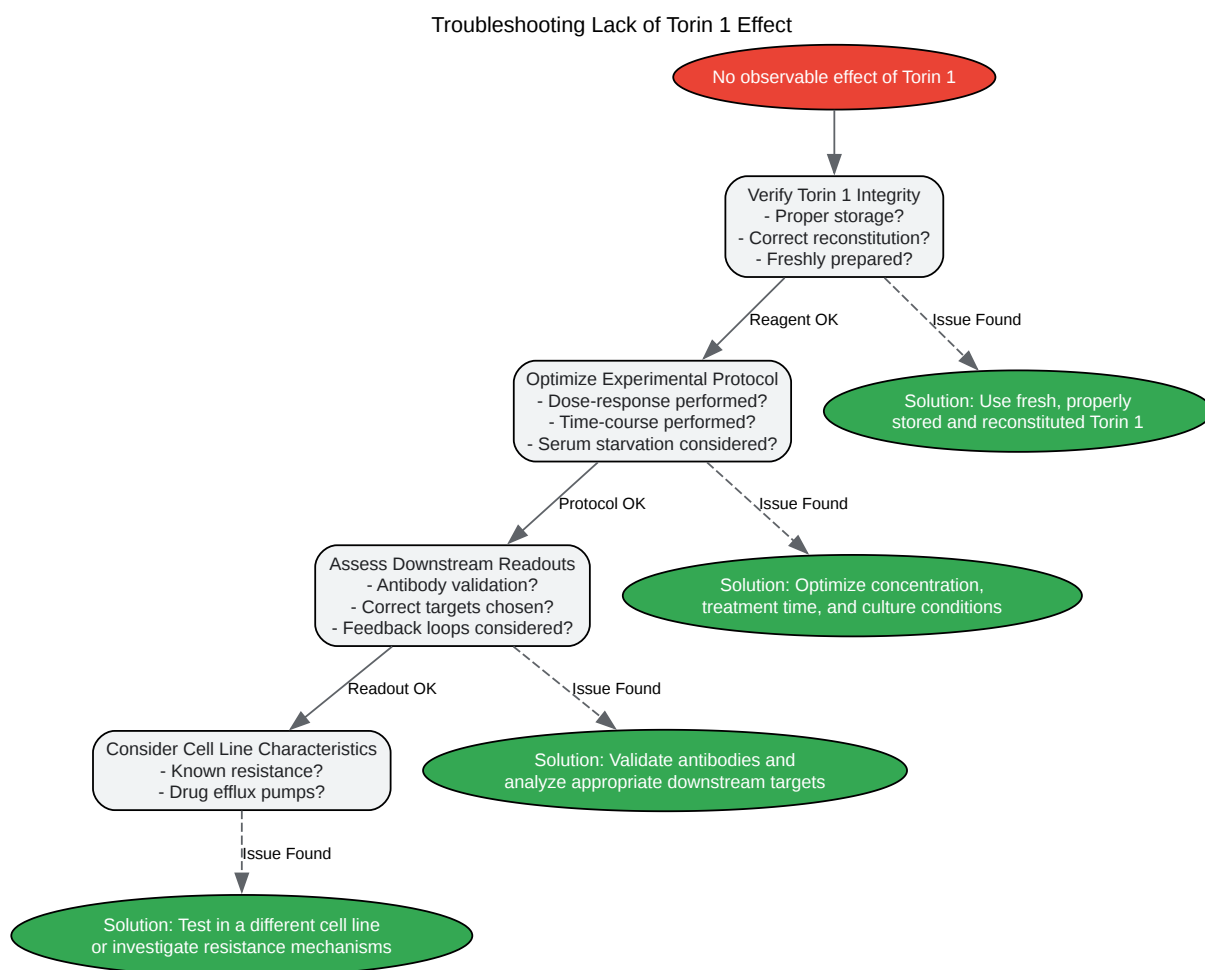 Troubleshooting Lack of Torin 1 Effect
No observable effect of Torin 1
Verify Torin 1 Integrity
- Proper storage?
- Correct reconstitution?
- Freshly prepared?
Reagent OK
Issue Found
Optimize Experimental Protocol
- Dose-response performed?
- Time-course performed?
- Serum starvation considered?
Solution: Use fresh, properly
stored and reconstituted Torin 1
Protocol OK
Issue Found
Assess Downstream Readouts
- Antibody validation?
- Correct targets chosen?
- Feedback loops considered?
Solution: Optimize concentration,
treatment time, and culture conditions
Readout OK
Issue Found
Consider Cell Line Characteristics
- Known resistance?
- Drug efflux pumps?
Solution: Validate antibodies and
analyze appropriate downstream targets
Issue Found
Solution: Test in a different cell line
or investigate resistance mechanisms